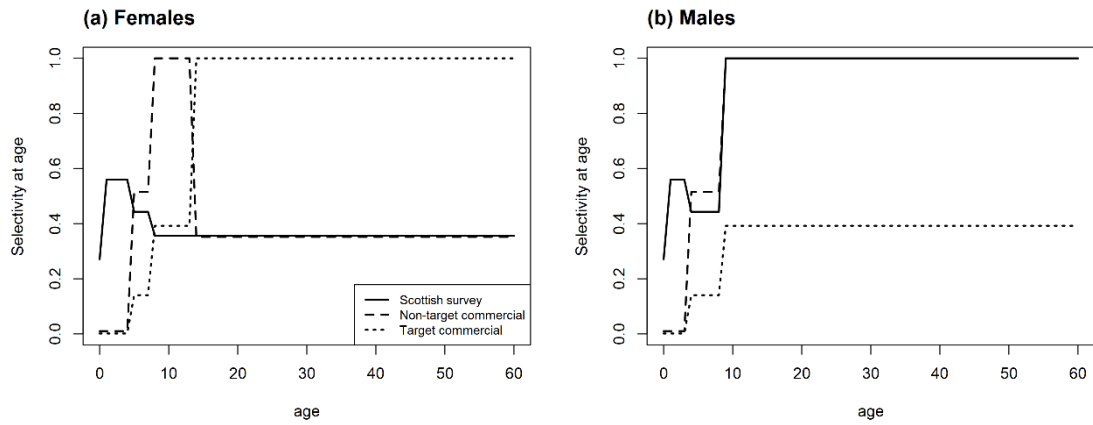 (a) Females
Selectivity at age
0.0 0.2 0.4 0.6 0.8 1.0
Scottish survey
Non-target commercial
Target commercial
0 10 20 30 40 50 60
age
(b) Males
Selectivity at age
0.0 0.2 0.4 0.6 0.8 1.0
0 10 20 30 40 50 60
age